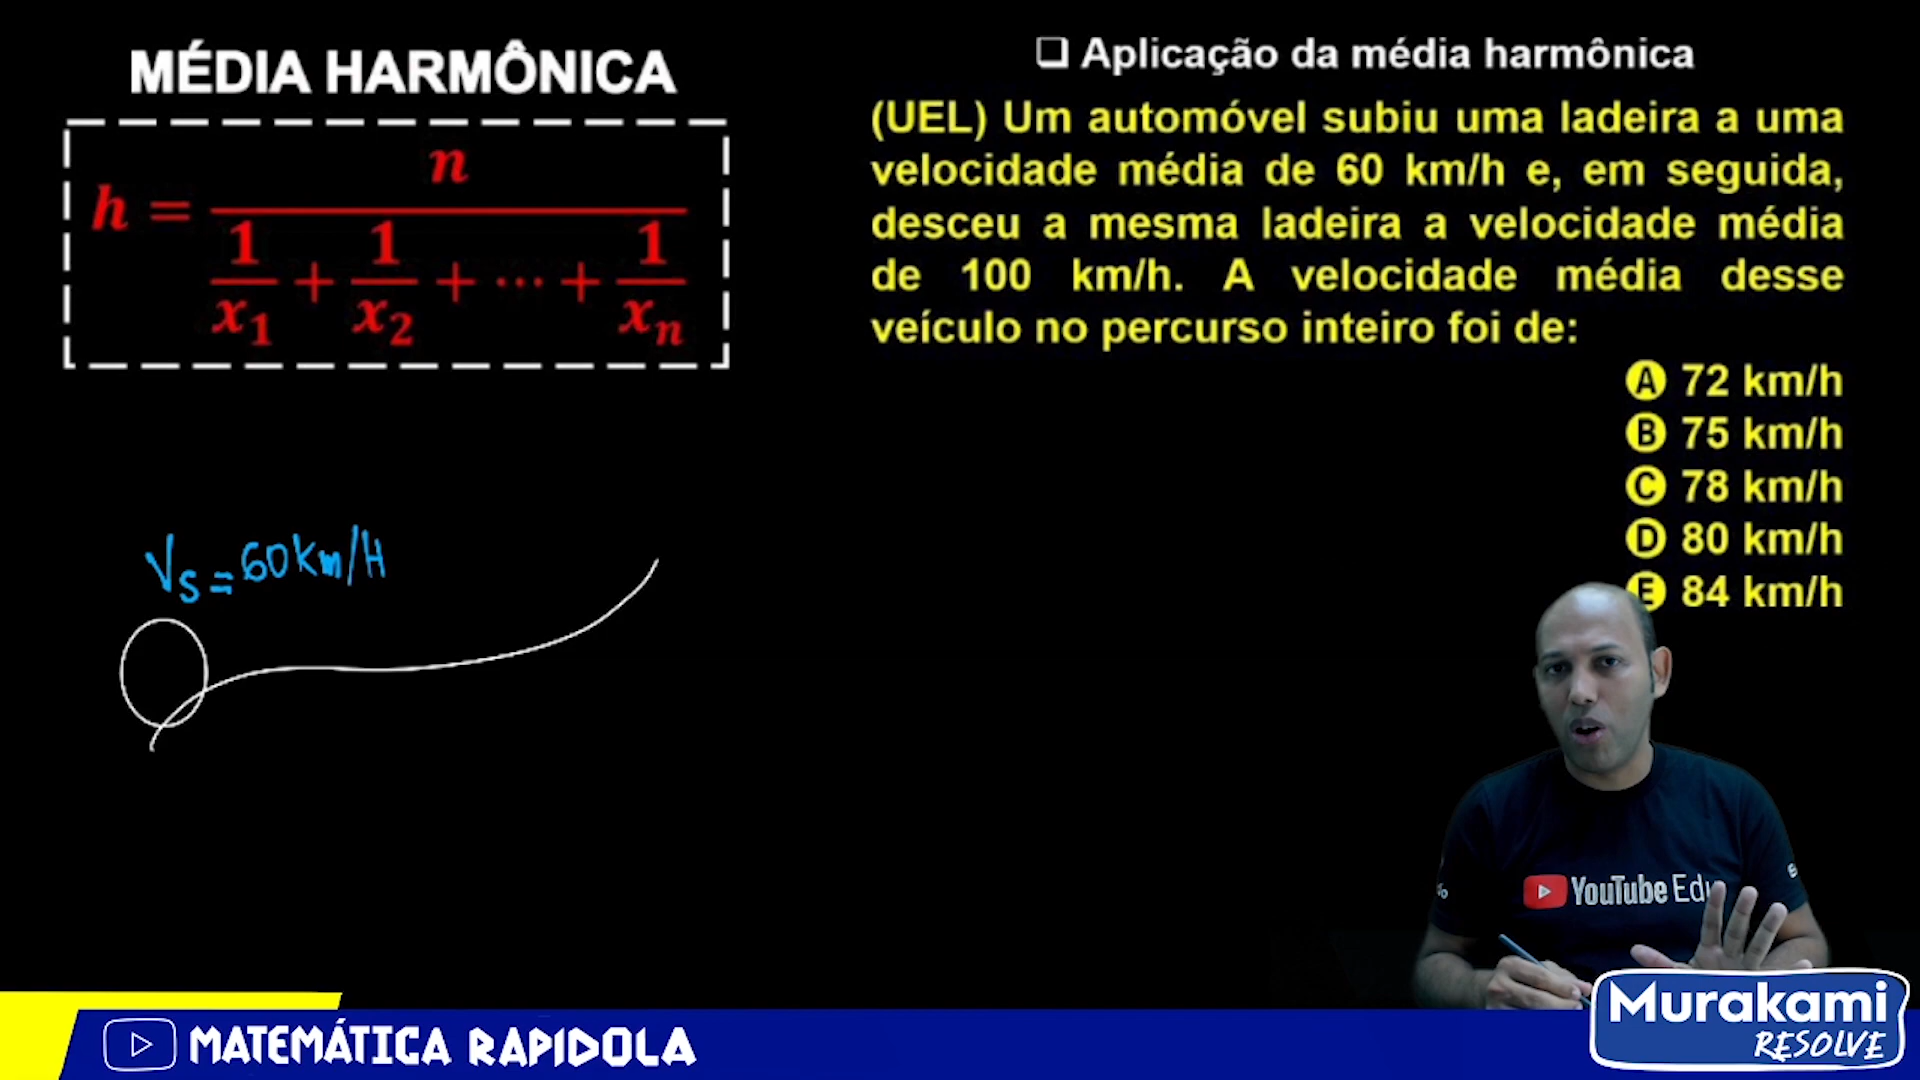 MÉDIA HARMÔNICA
h = n / (1/x₁ + 1/x₂ + ⋯ + 1/xₙ)
Vs = 60Km/H
❑ Aplicação da média harmônica
(UEL) Um automóvel subiu uma ladeira a uma
velocidade média de 60 km/h e, em seguida,
desceu a mesma ladeira a velocidade média
de 100 km/h. A velocidade média desse
veículo no percurso inteiro foi de:
A 72 km/h
B 75 km/h
C 78 km/h
D 80 km/h
E 84 km/h
YouTube Edu
MATEMÁTICA RAPIDOLA
Murakami
RESOLVE